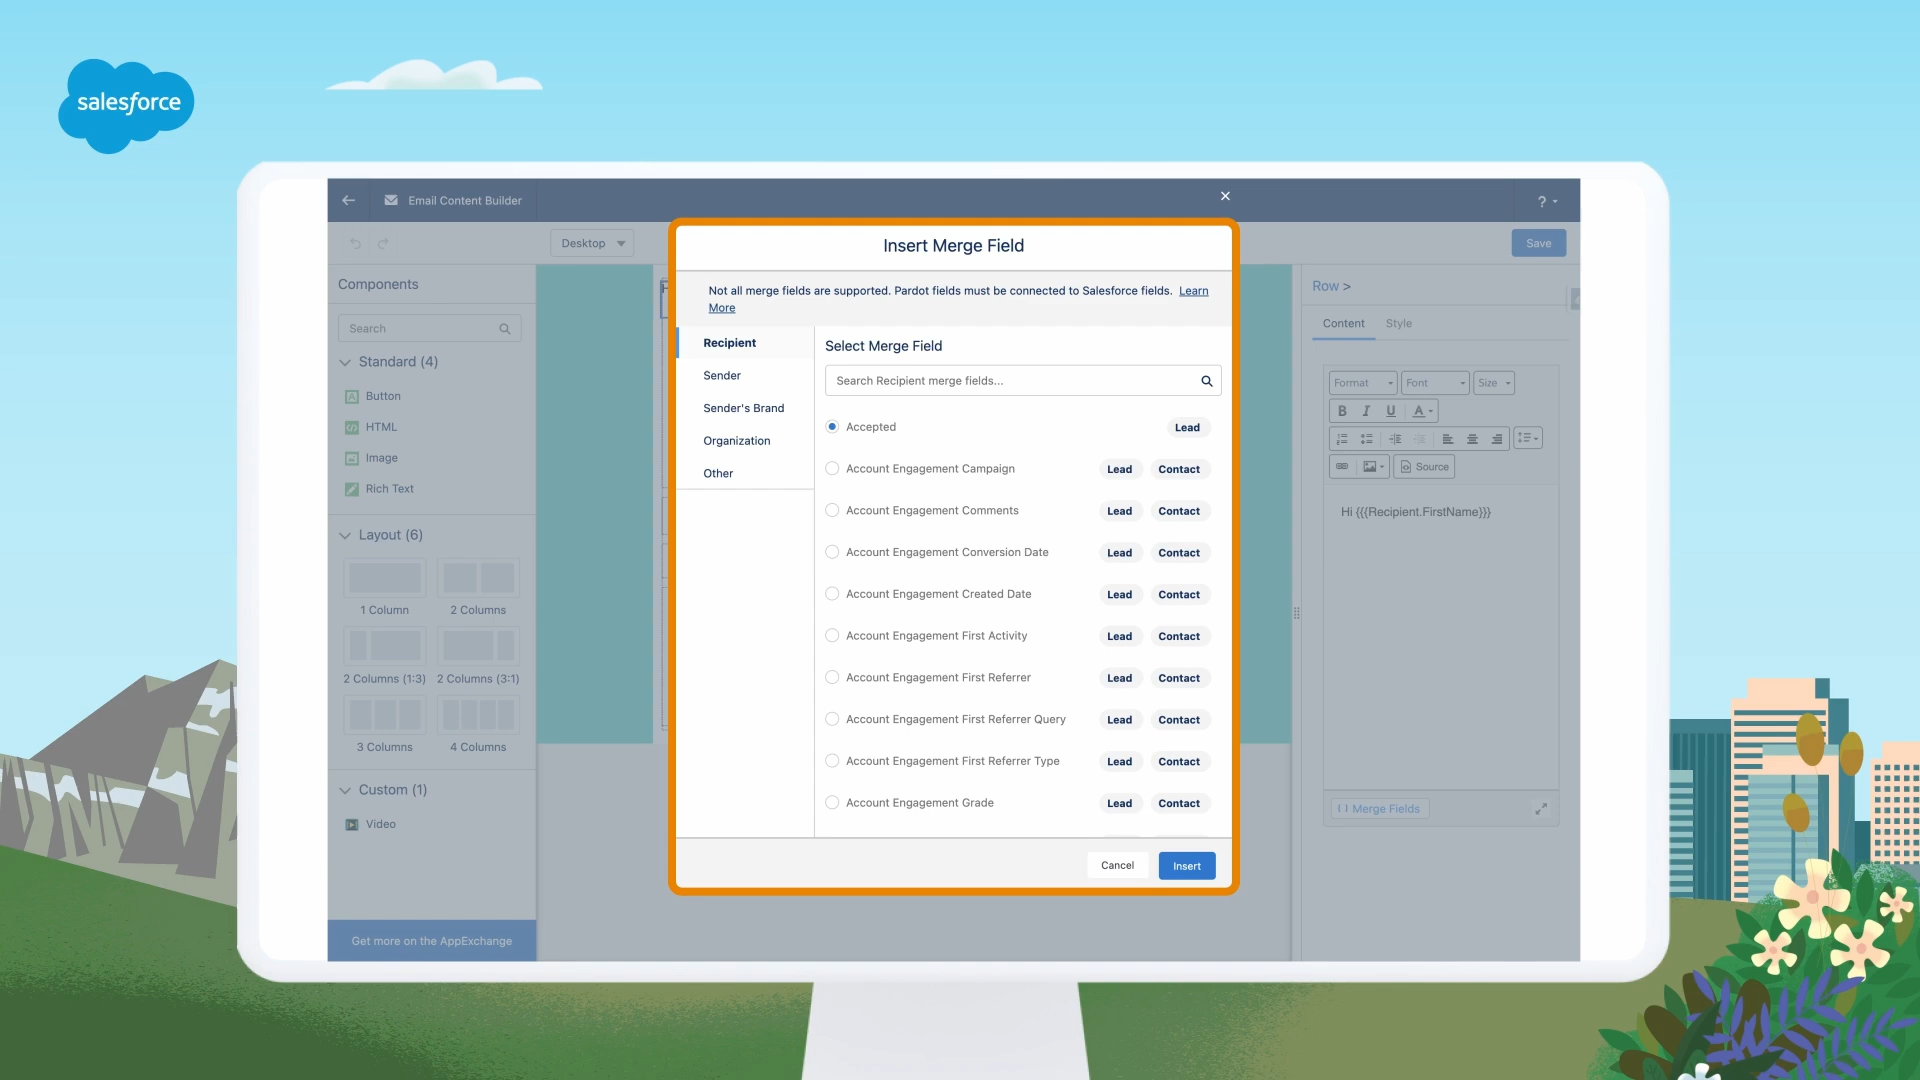 salesforce
Email Content Builder
?
Desktop
Save
Components
Search
Standard (4)
Button
HTML
Image
Rich Text
Layout (6)
1 Column
2 Columns
2 Columns (1:3)
2 Columns (3:1)
3 Columns
4 Columns
Custom (1)
Video
Get more on the AppExchange
Insert Merge Field
Not all merge fields are supported. Pardot fields must be connected to Salesforce fields. Learn
More
Recipient
Sender
Sender's Brand
Organization
Other
Select Merge Field
Search Recipient merge fields...
Accepted Lead
Account Engagement Campaign Lead Contact
Account Engagement Comments Lead Contact
Account Engagement Conversion Date Lead Contact
Account Engagement Created Date Lead Contact
Account Engagement First Activity Lead Contact
Account Engagement First Referrer Lead Contact
Account Engagement First Referrer Query Lead Contact
Account Engagement First Referrer Type Lead Contact
Account Engagement Grade Lead Contact
Cancel Insert
Row >
Content Style
Format Font Size
B I U A
Source
Hi {{{Recipient.FirstName}}}
Merge Fields